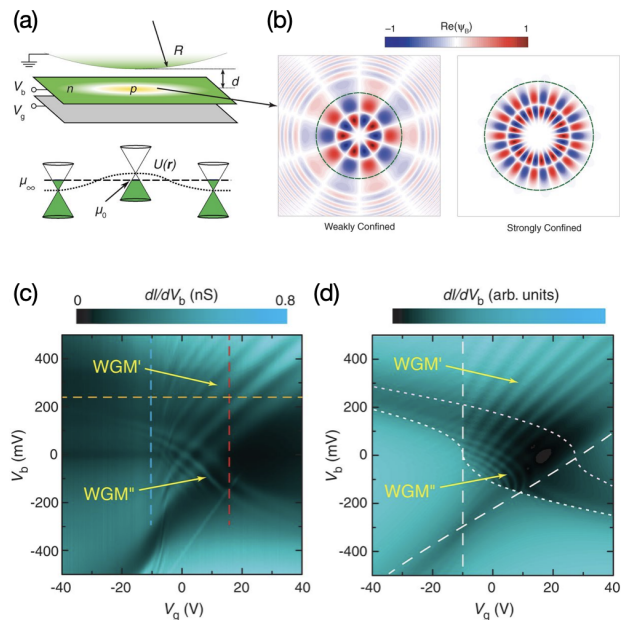 (a)
R
d
V_b
n
p
V_g
U(r)
μ_∞
μ_0
(b)
Re(ψ_B)
−1
1
Weakly Confined
Strongly Confined
(c)
dI/dV_b (nS)
0
0.8
WGM'
WGM"
400
200
0
-200
-400
V_b (mV)
-40
-20
0
20
40
V_g (V)
(d)
dI/dV_b (arb. units)
WGM'
WGM"
400
200
0
-200
-400
V_b (mV)
-40
-20
0
20
40
V_g (V)